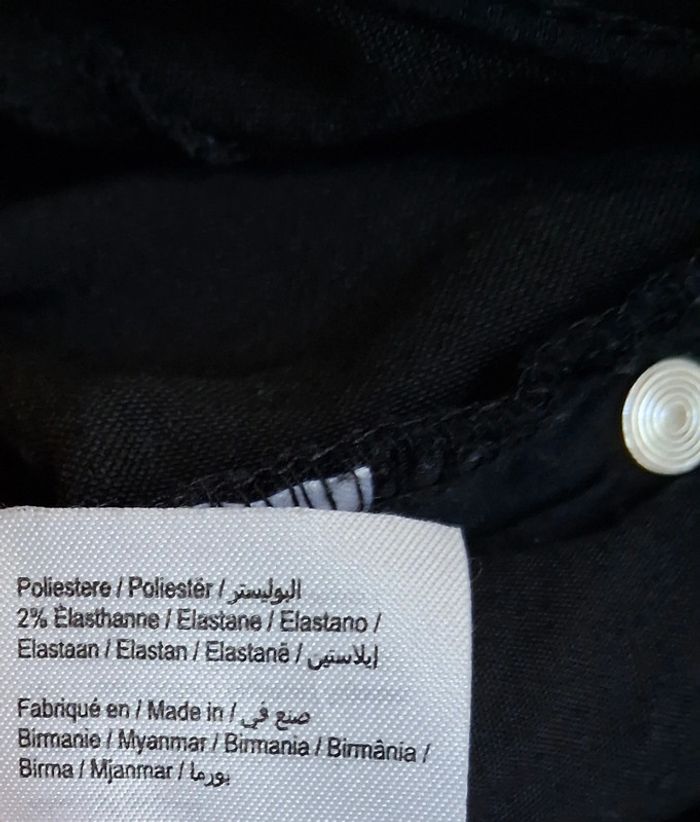 Poliestere / Poliestër / البوليستر
2% Élasthanne / Elastane / Elastano /
Elastaan / Elastan / Elastanë / إيلاستين
Fabriqué en / Made in / صنع في
Birmanie / Myanmar / Birmania / Birmânia /
Birma / Mjanmar / بورما